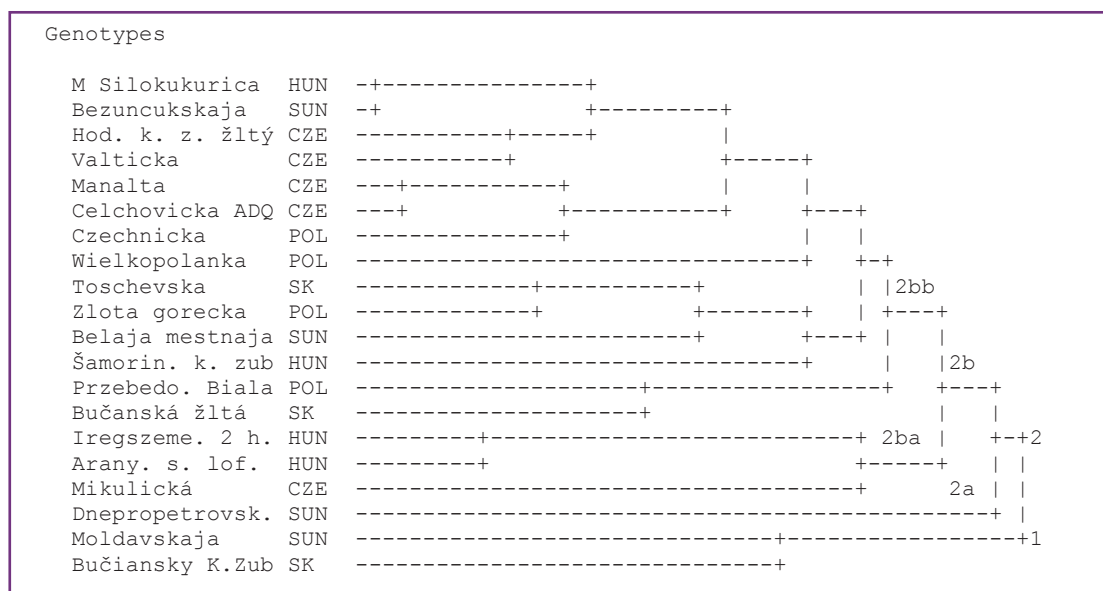 Genotypes
M Silokukurica HUN -+---------------+
Bezuncukskaja SUN -+ +---------+
Hod. k. z. žltý CZE -----------+-----+ |
Valticka CZE -----------+ +-----+
Manalta CZE ---+-----------+ | |
Celchovicka ADQ CZE ---+ +-----------+ +---+
Czechnicka POL ---------------+ | |
Wielkopolanka POL ---------------------------------+ +-+
Toschevska SK -------------+-----------+ | |2bb
Zlota gorecka POL -------------+ +-------+ | +---+
Belaja mestnaja SUN -------------------------+ +---+ | |
Šamorin. k. zub HUN ---------------------------------+ | |2b
Przebedo. Biala POL ---------------------+-----------------+ +---+
Bučanská žltá SK ---------------------+ | |
Iregszeme. 2 h. HUN ---------+---------------------------+ 2ba | +-+2
Arany. s. lof. HUN ---------+ +-----+ | |
Mikulická CZE -------------------------------------+ 2a | |
Dnepropetrovsk. SUN -----------------------------------------------+ |
Moldavskaja SUN -------------------------------+-----------------+1
Bučiansky K.Zub SK -------------------------------+